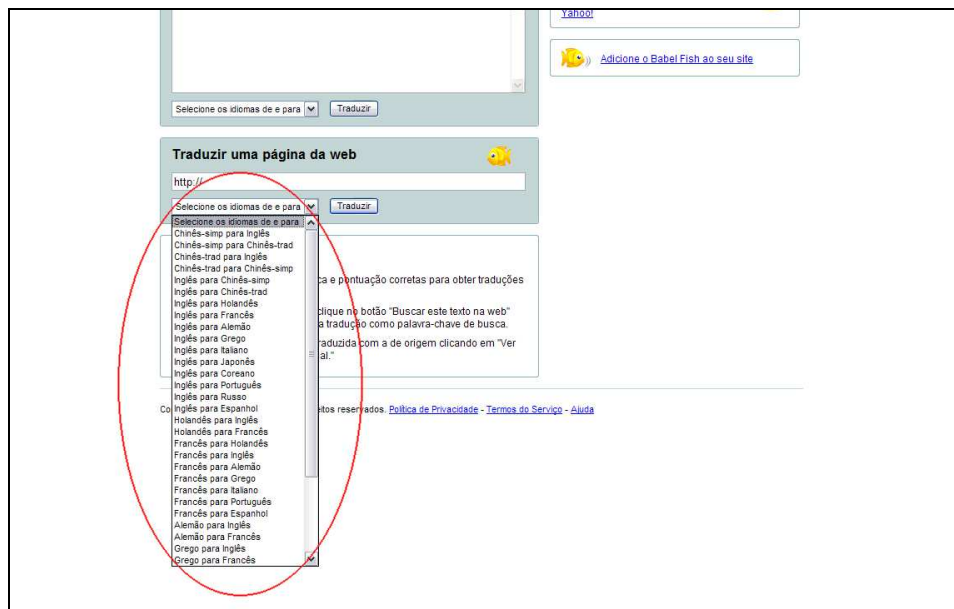 Yahoo!
Adicione o Babel Fish ao seu site
Selecione os idiomas de e para
Traduzir
Traduzir uma página da web
http://
Selecione os idiomas de e para
Traduzir
Selecione os idiomas de e para
Chinês-simp para Inglês
Chinês-simp para Chinês-trad
Chinês-trad para Inglês
Chinês-trad para Chinês-simp
Inglês para Chinês-simp
Inglês para Chinês-trad
Inglês para Holandês
Inglês para Francês
Inglês para Alemão
Inglês para Grego
Inglês para Italiano
Inglês para Japonês
Inglês para Coreano
Inglês para Português
Inglês para Russo
Inglês para Espanhol
Holandês para Inglês
Holandês para Francês
Francês para Holandês
Francês para Inglês
Francês para Alemão
Francês para Grego
Francês para Italiano
Francês para Português
Francês para Espanhol
Alemão para Inglês
Alemão para Francês
Grego para Inglês
Grego para Francês
ca e pontuação corretas para obter traduções
clique no botão "Buscar este texto na web"
a tradução como palavra-chave de busca.
raduzida com a de origem clicando em "Ver
al."
Co
eitos reservados. Política de Privacidade - Termos do Serviço - Ajuda